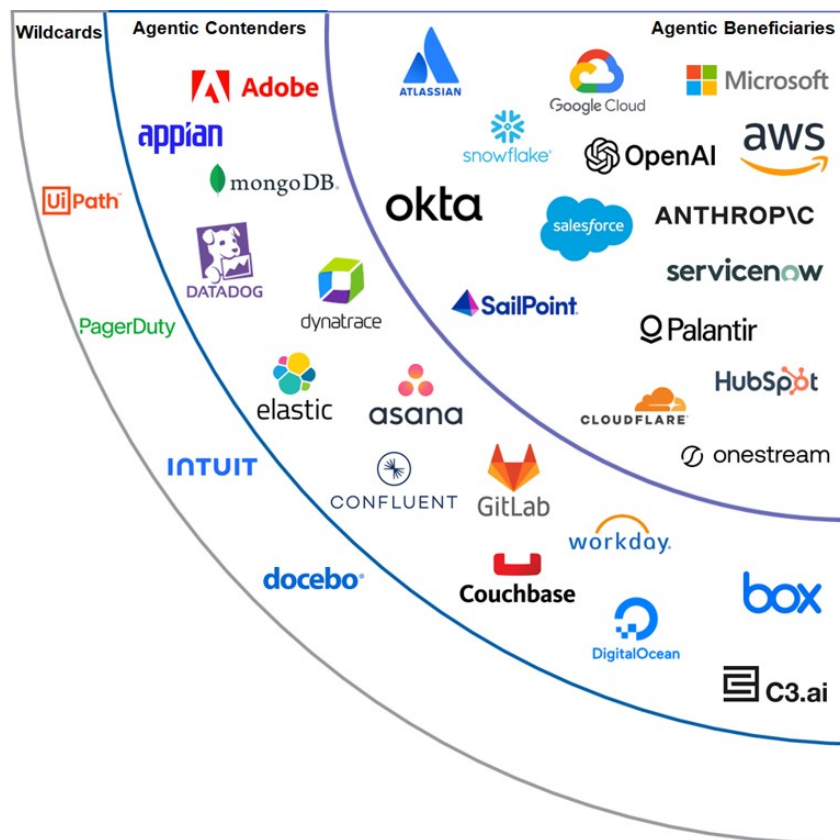 Wildcards
Agentic Contenders
Agentic Beneficiaries
ATLASSIAN
Google Cloud
Microsoft
Adobe
appian
snowflake®
OpenAI
aws
mongoDB®
UiPath™
okta
salesforce
ANTHROP\C
DATADOG
dynatrace
SailPoint
servicenow
PagerDuty
Palantir
HubSpot
elastic
asana
CLOUDFLARE®
onestream
INTUIT
CONFLUENT
GitLab
workday®
docebo®
Couchbase
box
DigitalOcean
C3.ai